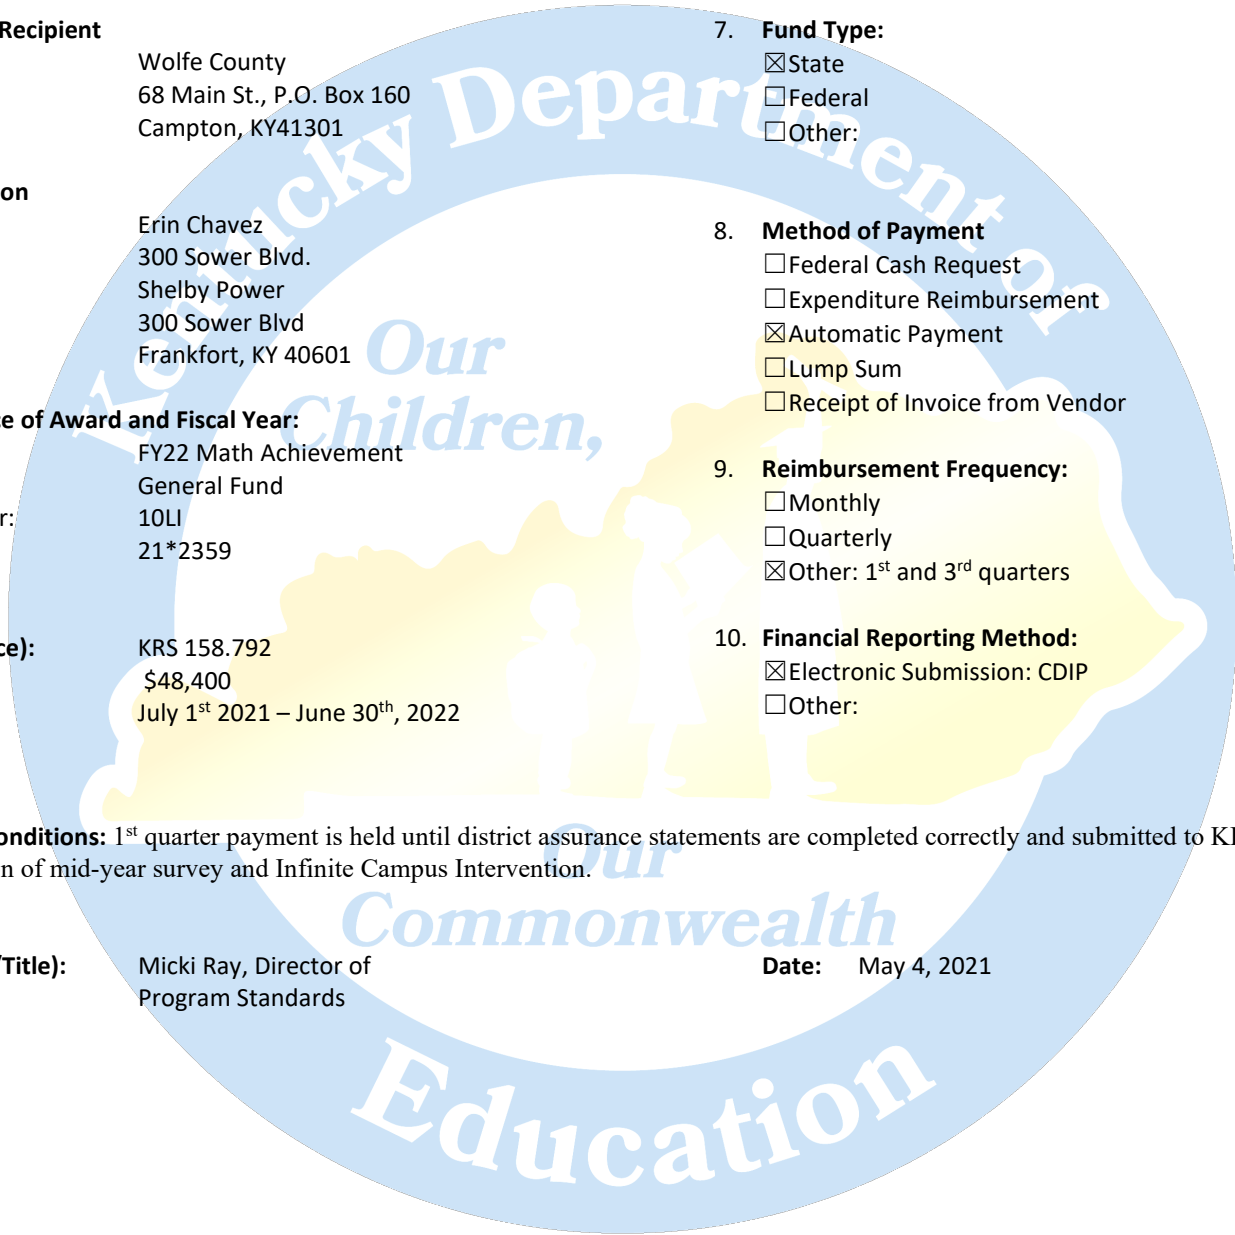 Recipient
Wolfe County
68 Main St., P.O. Box 160
Campton, KY41301
on
Erin Chavez
300 Sower Blvd.
Shelby Power
300 Sower Blvd
Frankfort, KY 40601
ce of Award and Fiscal Year:
FY22 Math Achievement
General Fund
r: 10LI
21*2359
ce): KRS 158.792
$48,400
July 1st 2021 – June 30th, 2022
7. Fund Type:
☒State
☐Federal
☐Other:
8. Method of Payment
☐Federal Cash Request
☐Expenditure Reimbursement
☒Automatic Payment
☐Lump Sum
☐Receipt of Invoice from Vendor
9. Reimbursement Frequency:
☐Monthly
☐Quarterly
☒Other: 1st and 3rd quarters
10. Financial Reporting Method:
☒Electronic Submission: CDIP
☐Other:
onditions: 1st quarter payment is held until district assurance statements are completed correctly and submitted to
n of mid-year survey and Infinite Campus Intervention.
/Title): Micki Ray, Director of
Program Standards
Date: May 4, 2021
Kentucky Department of
Education
Our
Children,
Our
Commonwealth